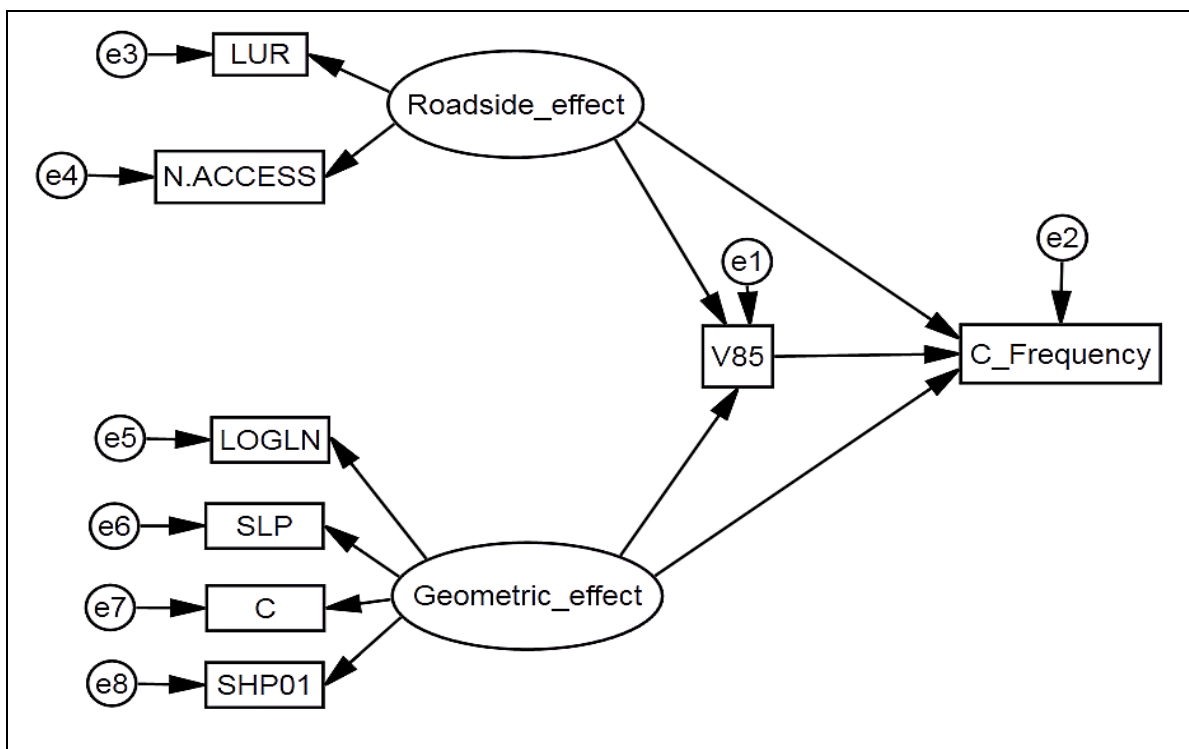 e3
LUR
Roadside_effect
e4
N.ACCESS
e1
e2
V85
C_Frequency
e5
LOGLN
e6
SLP
e7
C
Geometric_effect
e8
SHP01